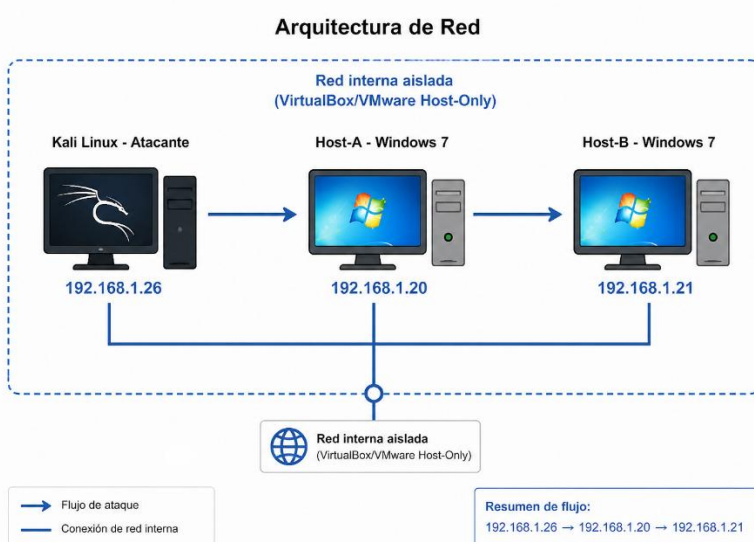 Arquitectura de Red
Red interna aislada
(VirtualBox/VMware Host-Only)
Kali Linux - Atacante
Host-A - Windows 7
Host-B - Windows 7
192.168.1.26
192.168.1.20
192.168.1.21
Red interna aislada
(VirtualBox/VMware Host-Only)
Flujo de ataque
Conexión de red interna
Resumen de flujo:
192.168.1.26 → 192.168.1.20 → 192.168.1.21